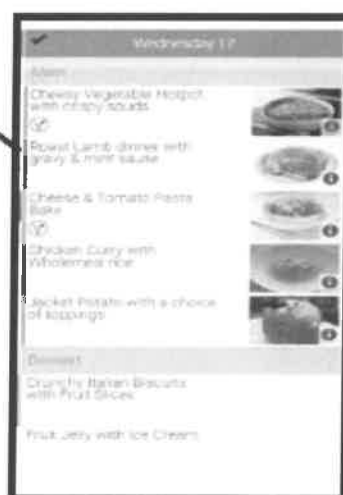 Wednesday 17
Main
Cheesy Vegetable Hotpot
with crispy spuds
Roast Lamb dinner with
gravy & mint sauce
Cheese & Tomato Pasta
Bake
Chicken Curry with
Wholemeal rice
Jacket Potato with a choice
of toppings
Dessert
Crunchy Italian Biscuits
with Fruit Slices
Fruit Jelly with Ice Cream